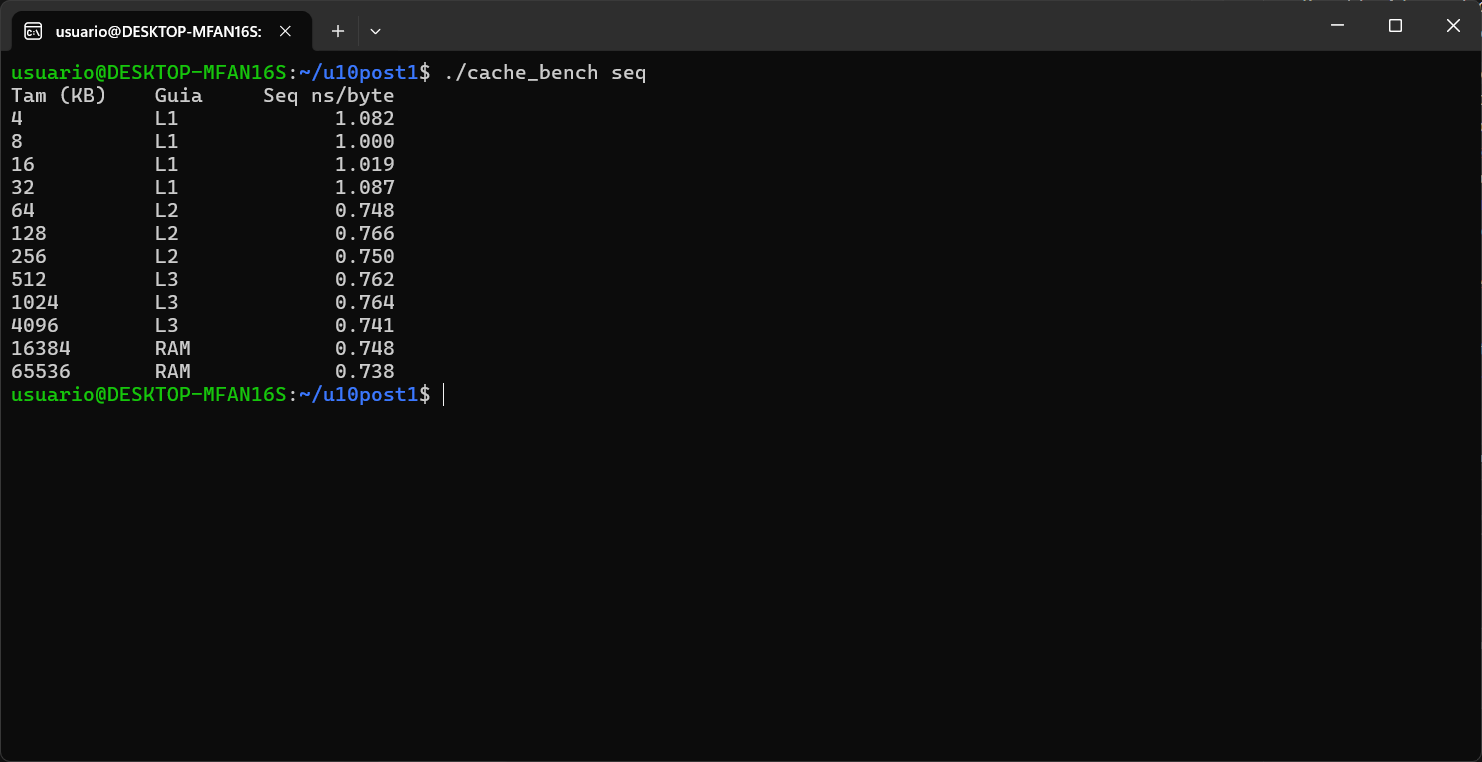 usuario@DESKTOP-MFAN16S:
usuario@DESKTOP-MFAN16S:~/u10post1$ ./cache_bench seq
Tam (KB)    Guia     Seq ns/byte
4           L1             1.082
8           L1             1.000
16          L1             1.019
32          L1             1.087
64          L2             0.748
128         L2             0.766
256         L2             0.750
512         L3             0.762
1024        L3             0.764
4096        L3             0.741
16384       RAM            0.748
65536       RAM            0.738
usuario@DESKTOP-MFAN16S:~/u10post1$